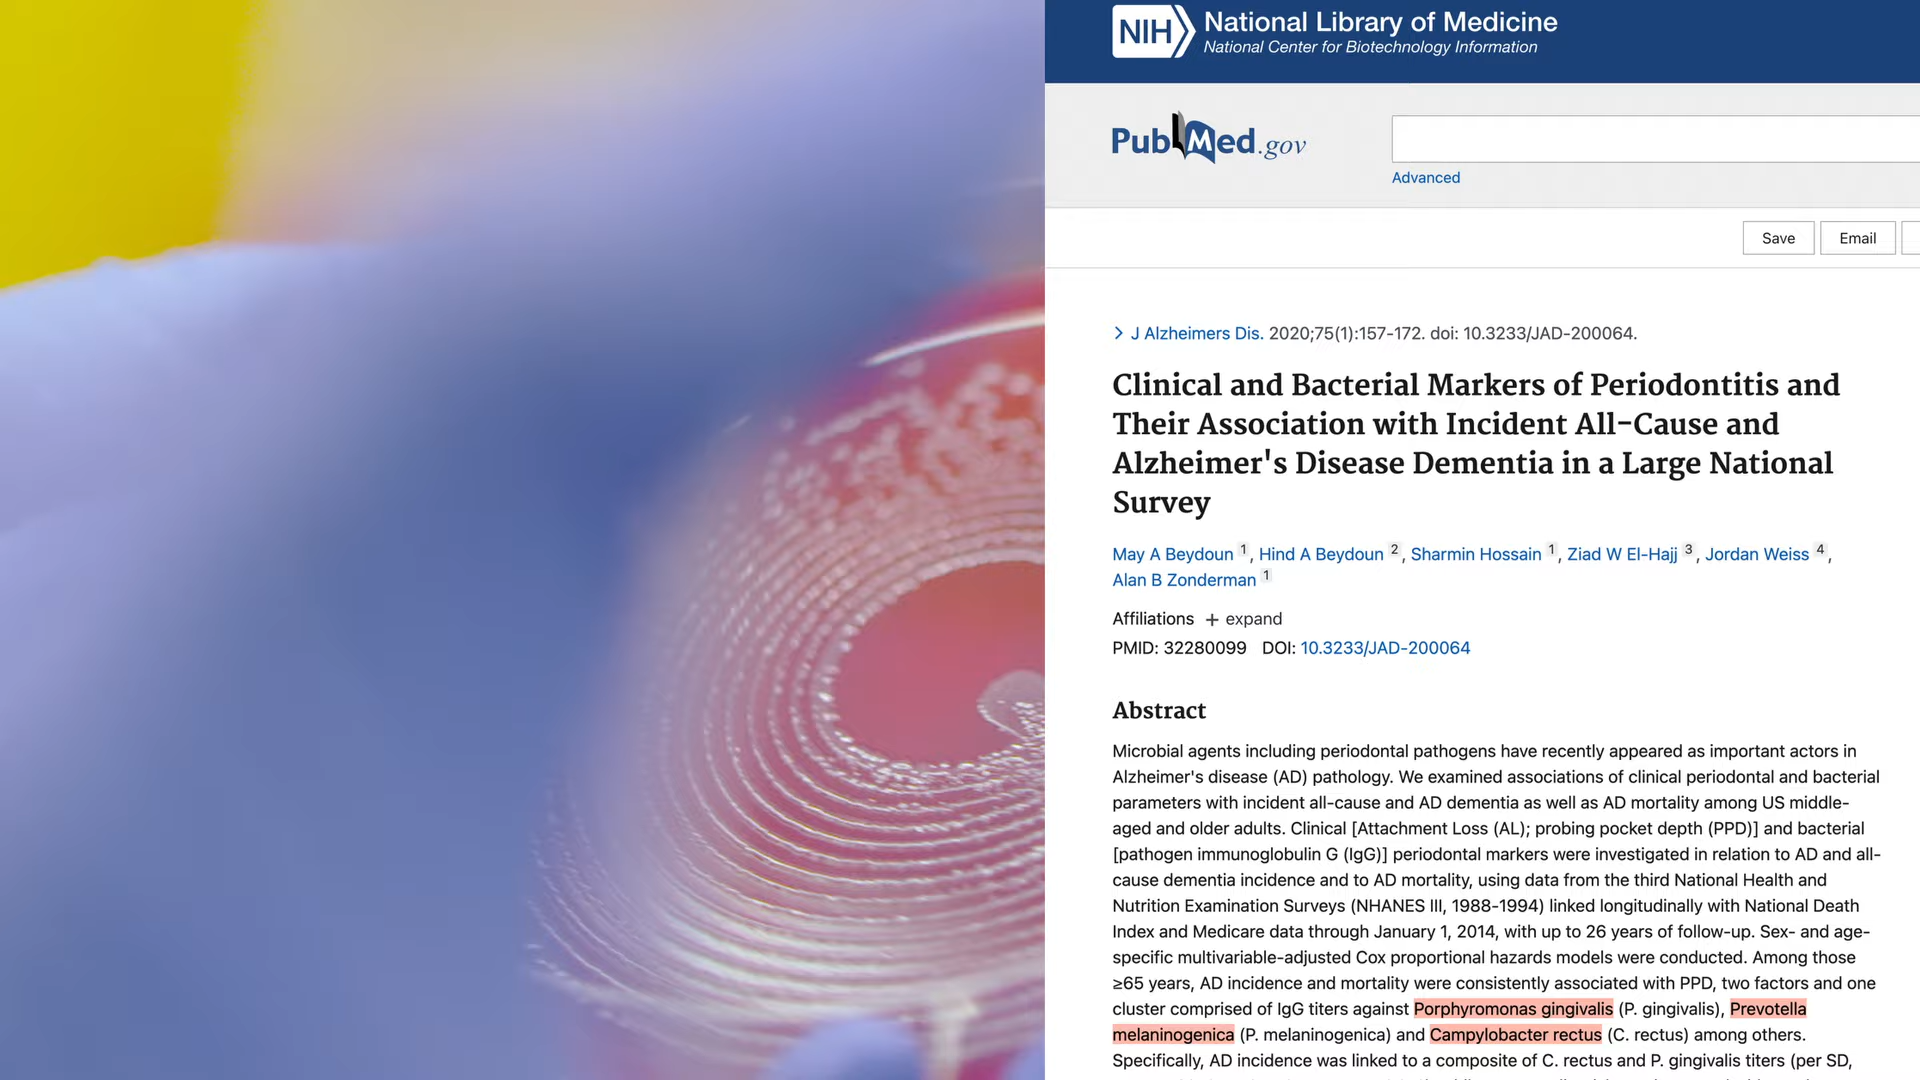 NIH National Library of Medicine
National Center for Biotechnology Information
PubMed.gov
Advanced
Save Email
J Alzheimers Dis. 2020;75(1):157-172. doi: 10.3233/JAD-200064.
Clinical and Bacterial Markers of Periodontitis and
Their Association with Incident All-Cause and
Alzheimer's Disease Dementia in a Large National
Survey
May A Beydoun 1, Hind A Beydoun 2, Sharmin Hossain 1, Ziad W El-Hajj 3, Jordan Weiss 4,
Alan B Zonderman 1
Affiliations + expand
PMID: 32280099 DOI: 10.3233/JAD-200064
Abstract
Microbial agents including periodontal pathogens have recently appeared as important actors in
Alzheimer's disease (AD) pathology. We examined associations of clinical periodontal and bacterial
parameters with incident all-cause and AD dementia as well as AD mortality among US middle-
aged and older adults. Clinical [Attachment Loss (AL); probing pocket depth (PPD)] and bacterial
[pathogen immunoglobulin G (IgG)] periodontal markers were investigated in relation to AD and all-
cause dementia incidence and to AD mortality, using data from the third National Health and
Nutrition Examination Surveys (NHANES III, 1988-1994) linked longitudinally with National Death
Index and Medicare data through January 1, 2014, with up to 26 years of follow-up. Sex- and age-
specific multivariable-adjusted Cox proportional hazards models were conducted. Among those
≥65 years, AD incidence and mortality were consistently associated with PPD, two factors and one
cluster comprised of IgG titers against Porphyromonas gingivalis (P. gingivalis), Prevotella
melaninogenica (P. melaninogenica) and Campylobacter rectus (C. rectus) among others.
Specifically, AD incidence was linked to a composite of C. rectus and P. gingivalis titers (per SD,